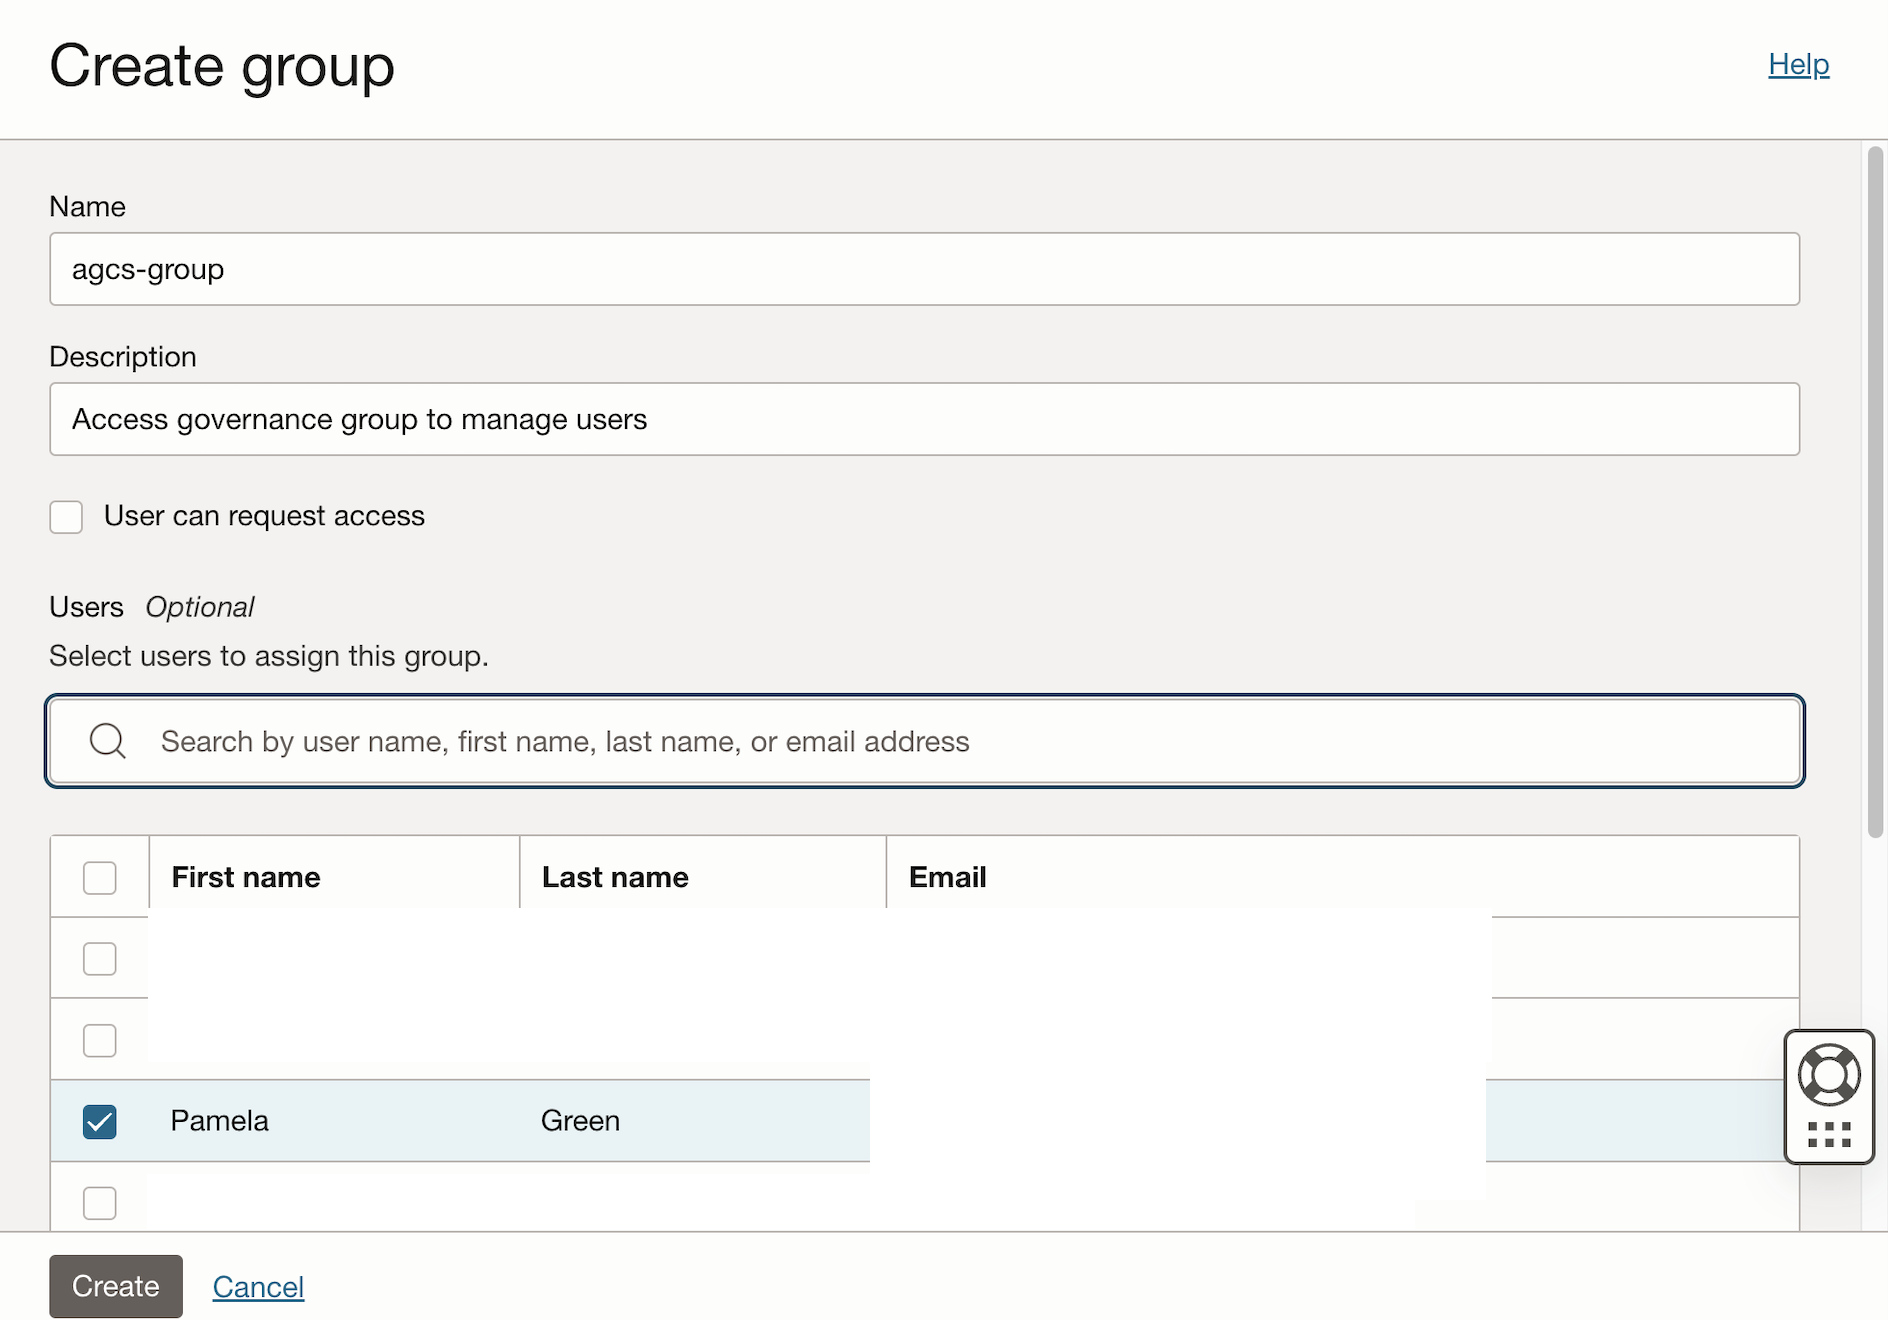 Create group
Help
Name
agcs-group
Description
Access governance group to manage users
User can request access
Users Optional
Select users to assign this group.
Search by user name, first name, last name, or email address
First name Last name Email
Pamela Green
Create Cancel